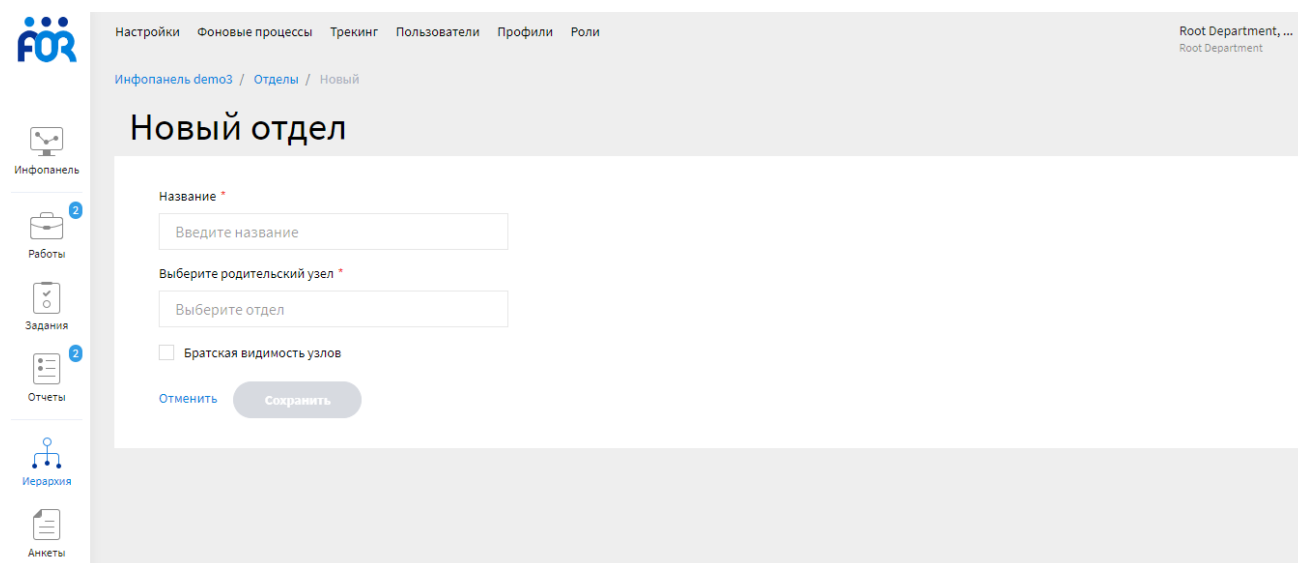 FOR
Настройки Фоновые процессы Трекинг Пользователи Профили Роли
Root Department, ...
Root Department
Инфопанель demo3 / Отделы / Новый
Новый отдел
Инфопанель
2
Работы
Задания
2
Отчеты
Иерархия
Анкеты
Название *
Введите название
Выберите родительский узел *
Выберите отдел
Братская видимость узлов
Отменить Сохранить